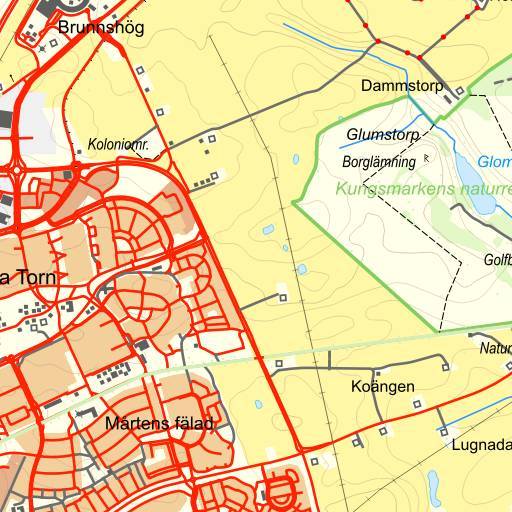 Brunnshög
Dammstorp
Glumstorp
Koloniomr.
Borglämning
R
Glom
Kungsmarkens naturre
Golfb
a Torn
Natur
Koängen
Mårtens fälad
Lugnada